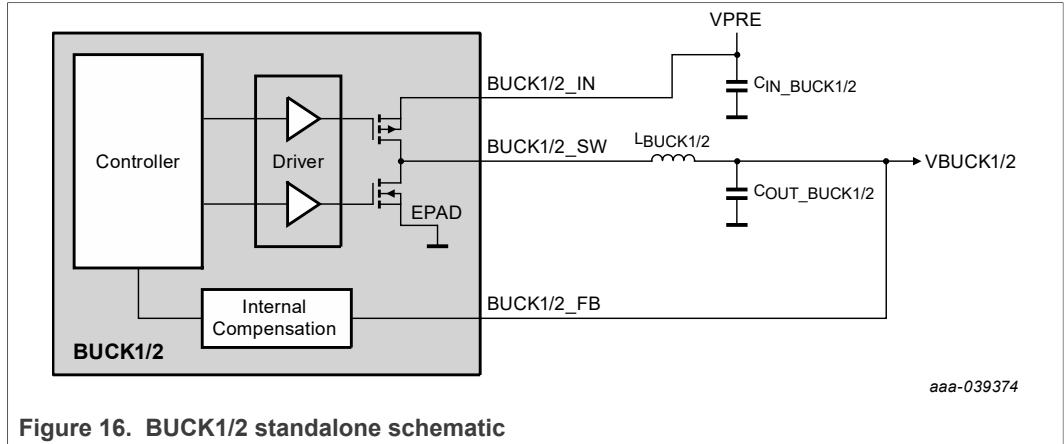 VPRE
BUCK1/2_IN
CIN_BUCK1/2
Controller
Driver
BUCK1/2_SW
LBUCK1/2
VBUCK1/2
COUT_BUCK1/2
EPAD
BUCK1/2_FB
Internal
Compensation
BUCK1/2
aaa-039374
Figure 16. BUCK1/2 standalone schematic